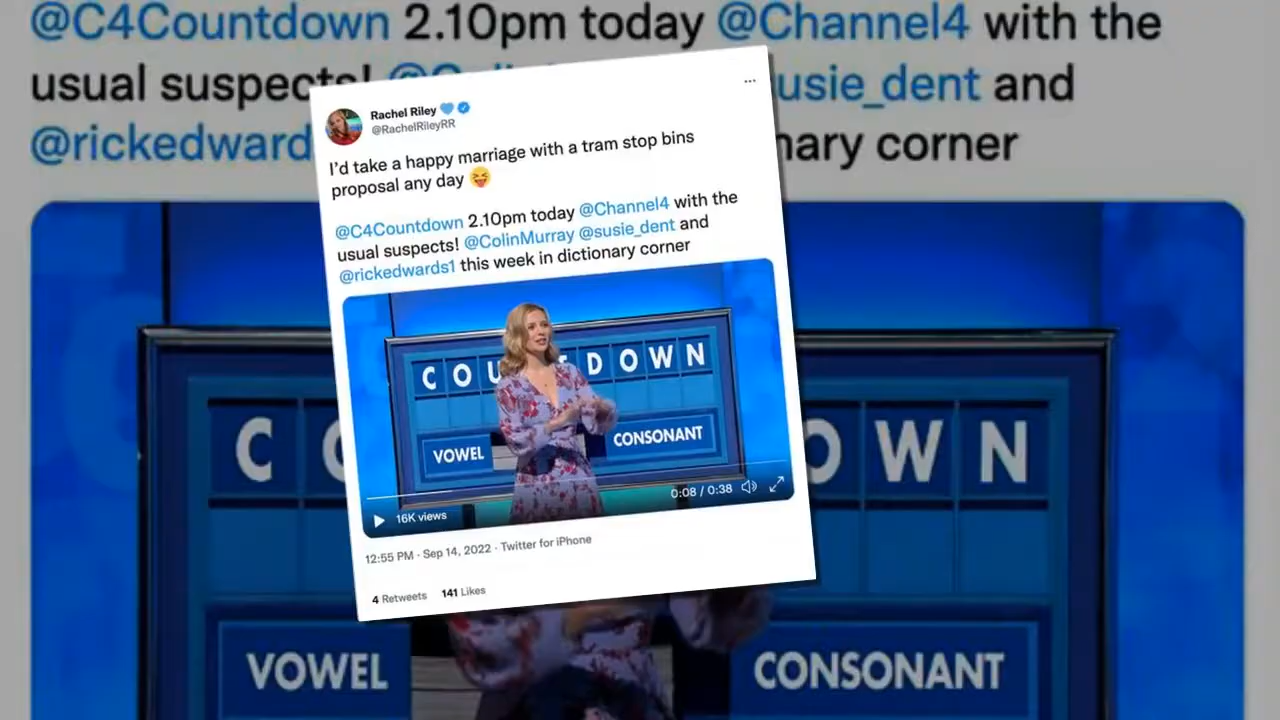 @C4Countdown 2.10pm today @Channel4 with the
usual suspects! usie_dent and
@rickedward nary corner
Rachel Riley
@RachelRileyRR
I'd take a happy marriage with a tram stop bins
proposal any day
@C4Countdown 2.10pm today @Channel4 with the
usual suspects! @ColinMurray @susie_dent and
@rickedwards1 this week in dictionary corner
COU DOWN
VOWEL
CONSONANT
0:08 / 0:38
16K views
12:55 PM · Sep 14, 2022 · Twitter for iPhone
4 Retweets 141 Likes
CO OWN
VOWEL
CONSONANT